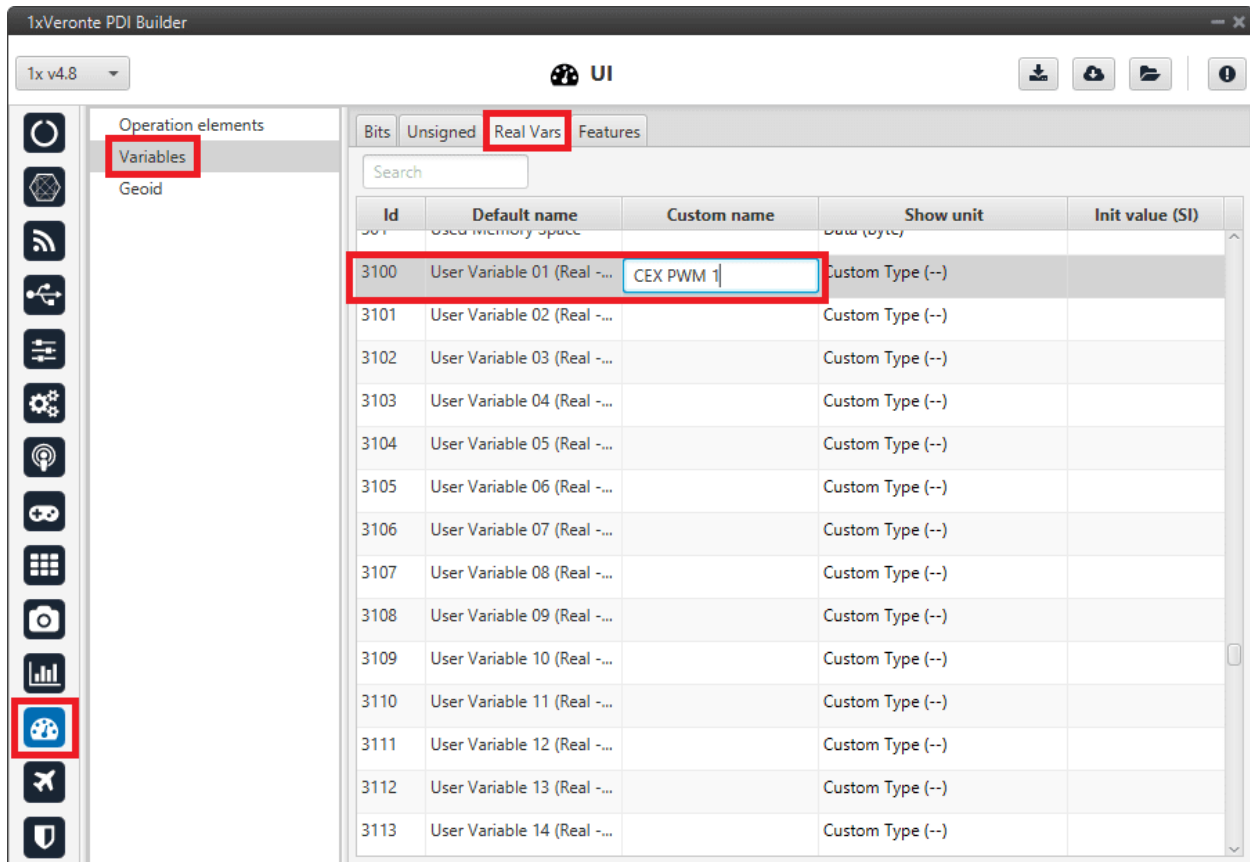 1xVeronte PDI Builder
1x v4.8
UI
Operation elements
Variables
Geoid
Bits Unsigned Real Vars Features
Search
Id Default name Custom name Show unit Init value (SI)
301 Used Memory Space Data (Byte)
3100 User Variable 01 (Real -... CEX PWM 1 Custom Type (--)
3101 User Variable 02 (Real -... Custom Type (--)
3102 User Variable 03 (Real -... Custom Type (--)
3103 User Variable 04 (Real -... Custom Type (--)
3104 User Variable 05 (Real -... Custom Type (--)
3105 User Variable 06 (Real -... Custom Type (--)
3106 User Variable 07 (Real -... Custom Type (--)
3107 User Variable 08 (Real -... Custom Type (--)
3108 User Variable 09 (Real -... Custom Type (--)
3109 User Variable 10 (Real -... Custom Type (--)
3110 User Variable 11 (Real -... Custom Type (--)
3111 User Variable 12 (Real -... Custom Type (--)
3112 User Variable 13 (Real -... Custom Type (--)
3113 User Variable 14 (Real -... Custom Type (--)